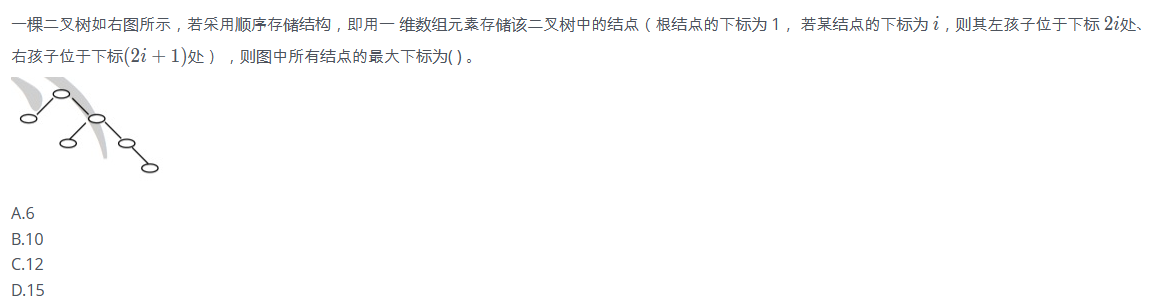 一棵二叉树如右图所示，若采用顺序存储结构，即用一 维数组元素存储该二叉树中的结点（根结点的下标为 1， 若某结点的下标为 i，则其左孩子位于下标 2i处、
右孩子位于下标(2i + 1)处），则图中所有结点的最大下标为( ) 。
A.6
B.10
C.12
D.15